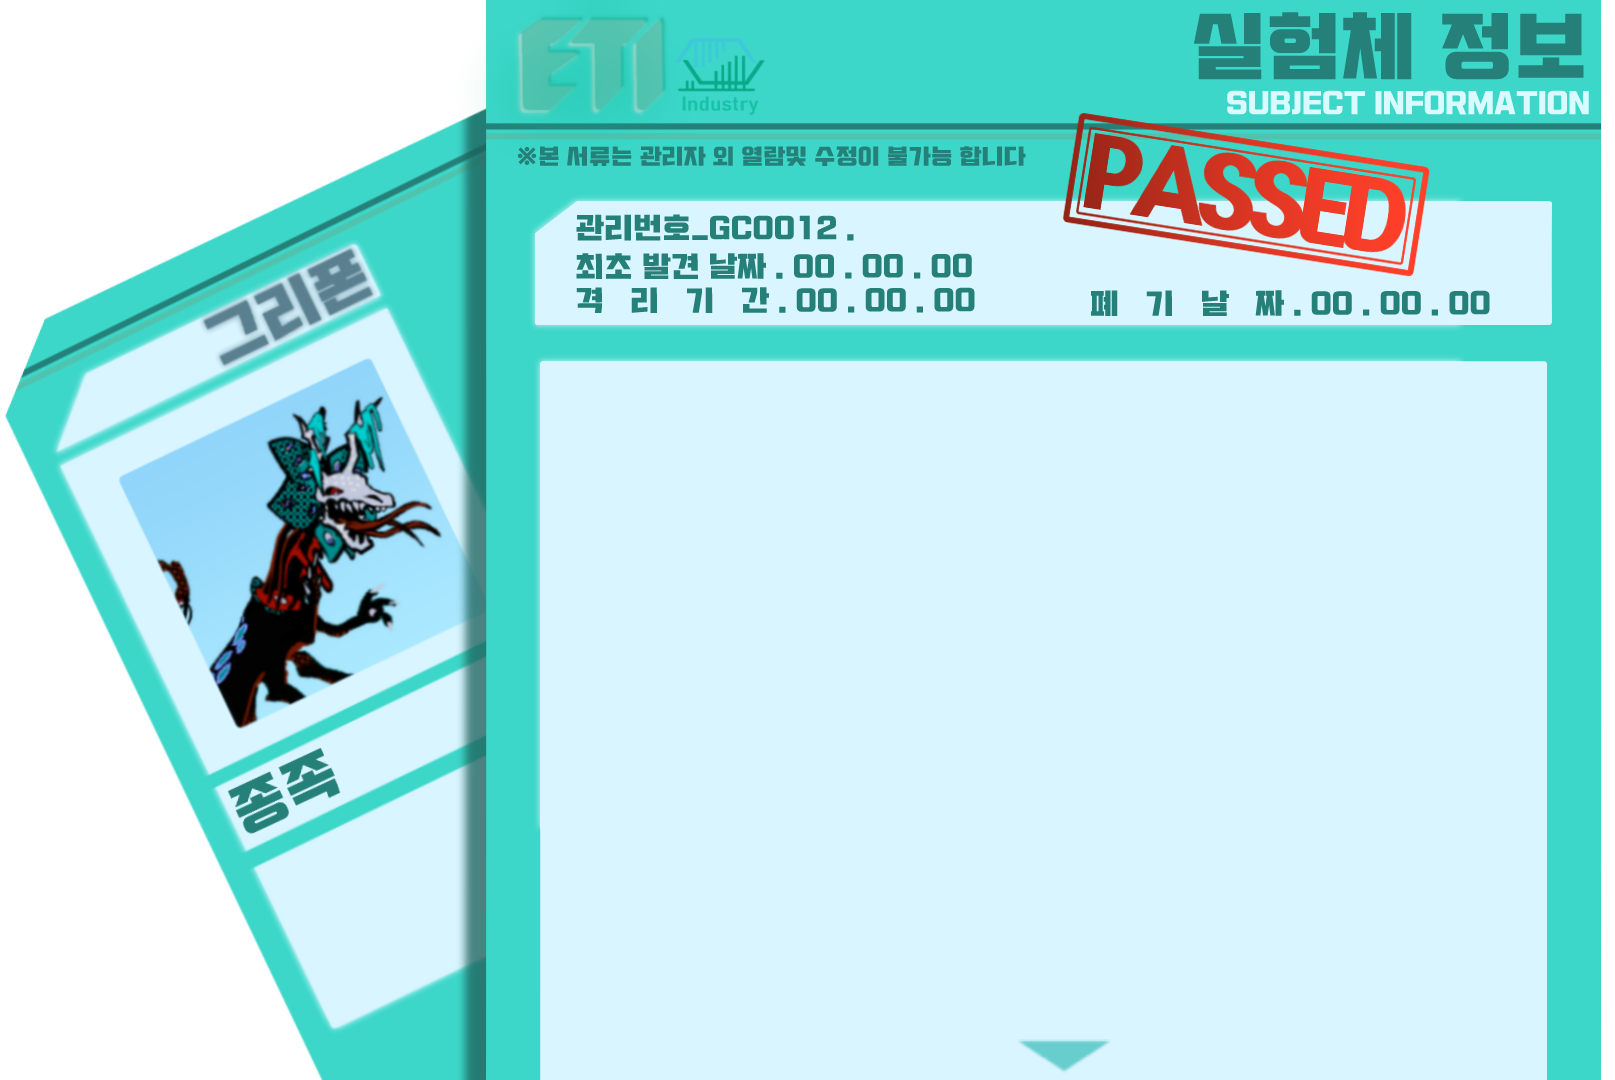 ETI
Industry
실험체 정보
SUBJECT INFORMATION
※본 서류는 관리자 외 열람및 수정이 불가능 합니다
PASSED
관리번호_GC0012 .
최초 발견 날짜 . 00 . 00 . 00
격 리 기 간 . 00 . 00 . 00
폐 기 날 짜 . 00 . 00 . 00
그리폰
종족